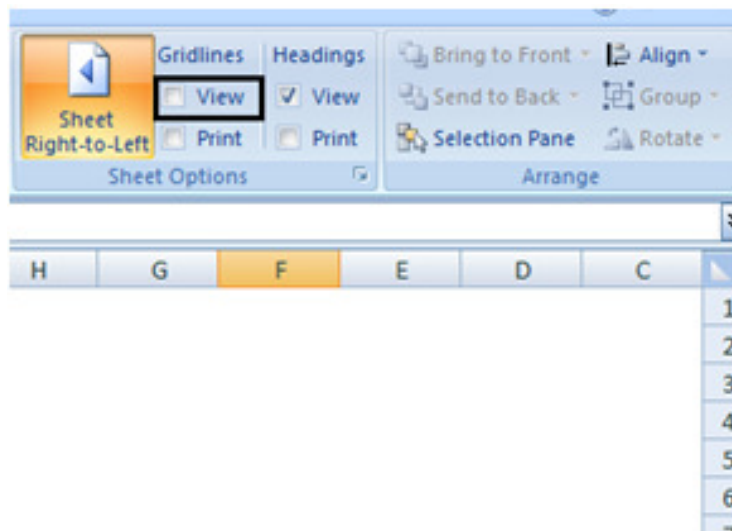 Gridlines Headings Bring to Front Align
View View Send to Back Group
Sheet
Right-to-Left Print Print Selection Pane Rotate
Sheet Options Arrange
H G F E D C
1
2
3
4
5
6